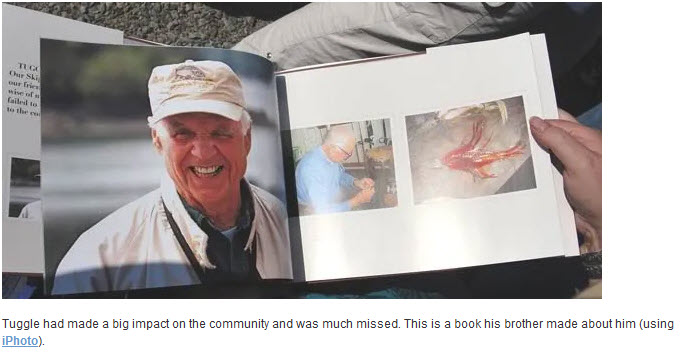 TUGG
Our Ski
our frie
wise of
failed to
to the co
Tuggle had made a big impact on the community and was much missed. This is a book his brother made about him (using
iPhoto).